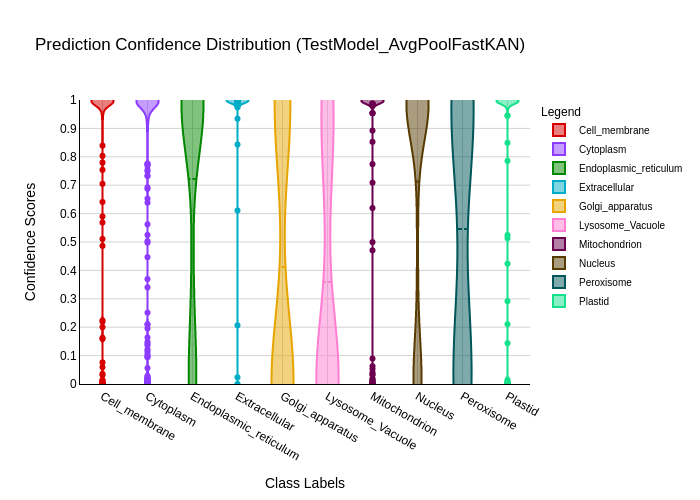 Prediction Confidence Distribution (TestModel_AvgPoolFastKAN)
Legend
Cell_membrane
Cytoplasm
Endoplasmic_reticulum
Extracellular
Golgi_apparatus
Lysosome_Vacuole
Mitochondrion
Nucleus
Peroxisome
Plastid
Confidence Scores
1
0.9
0.8
0.7
0.6
0.5
0.4
0.3
0.2
0.1
0
Cell_membrane
Cytoplasm
Endoplasmic_reticulum
Extracellular
Golgi_apparatus
Lysosome_Vacuole
Mitochondrion
Nucleus
Peroxisome
Plastid
Class Labels